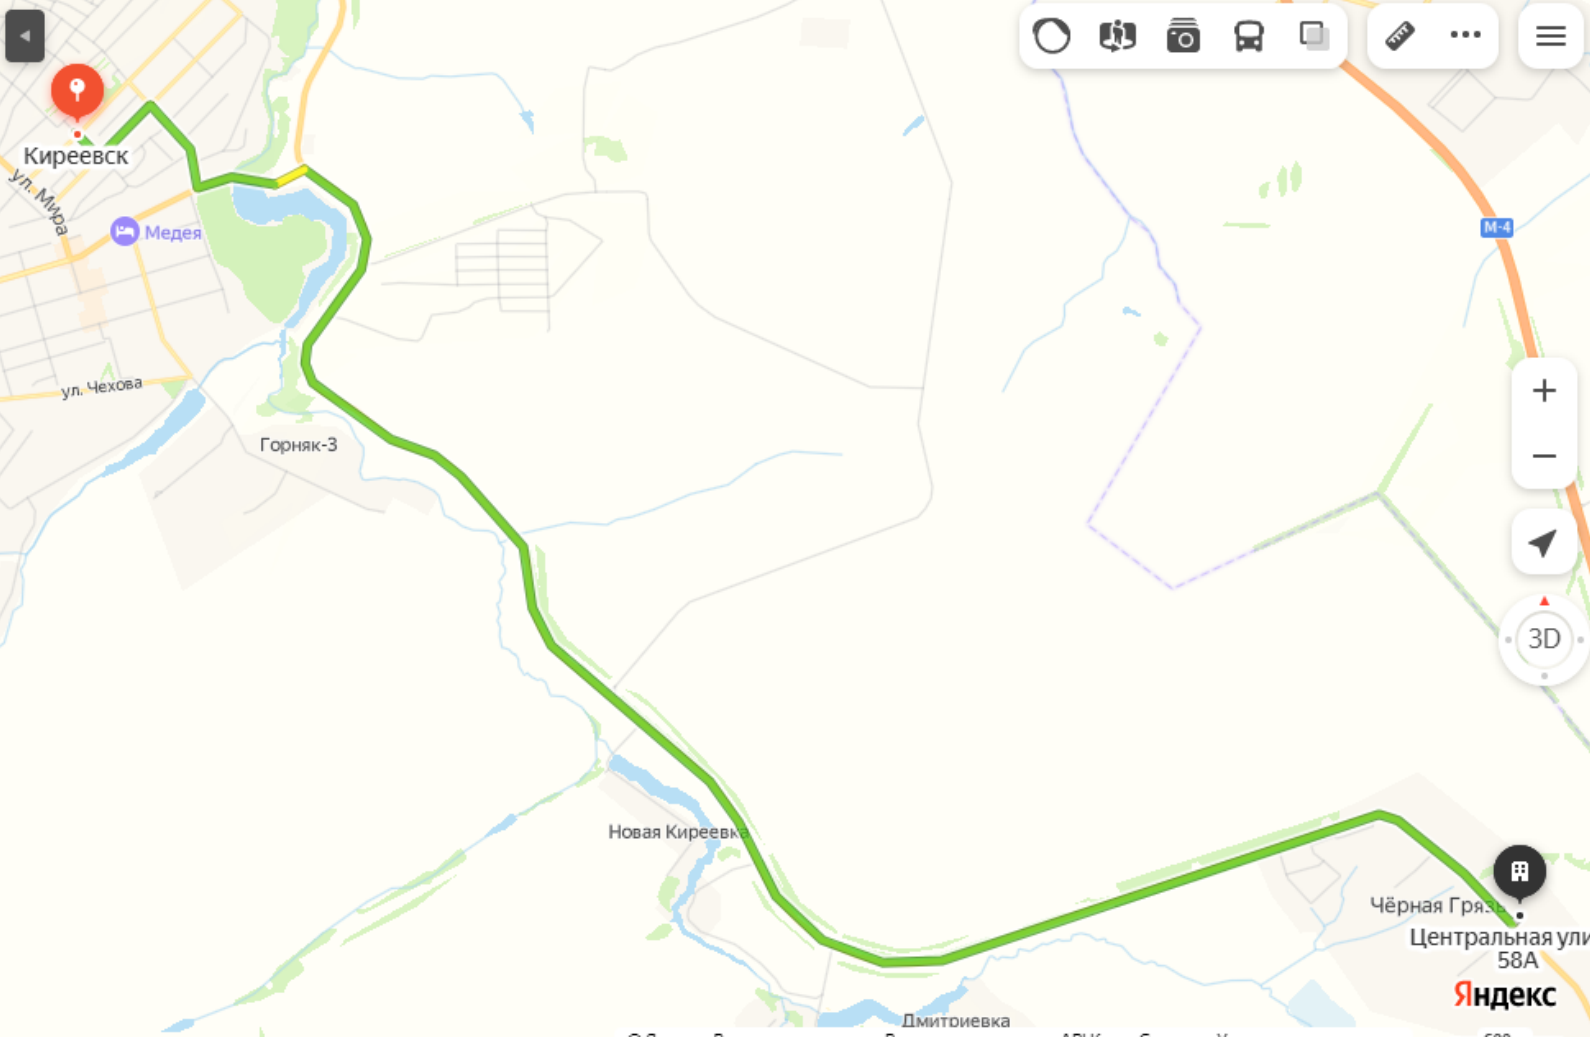 Киреевск
ул. Мира
Медея
М-4
ул. Чехова
Горняк-3
3D
Новая Киреевка
Чёрная Грязь
Центральная ули
58А
Яндекс
Дмитриевка